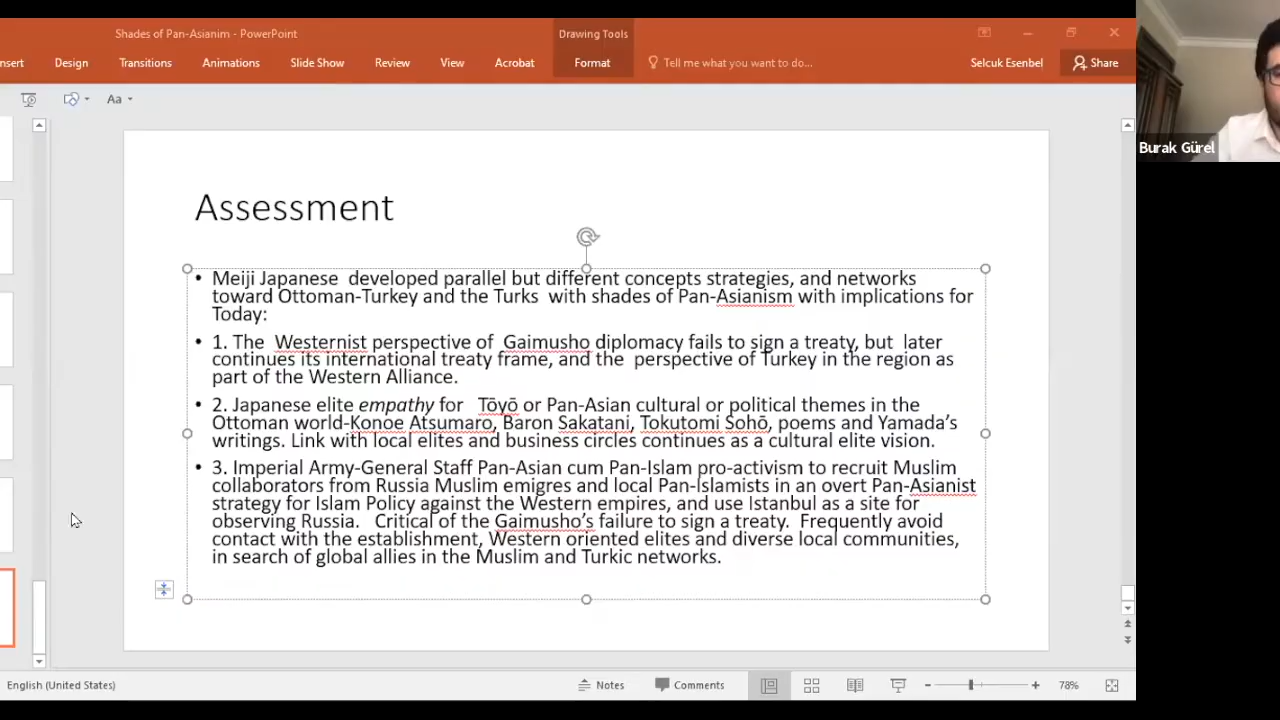 Shades of Pan-Asianim - PowerPoint
Drawing Tools
nsert Design Transitions Animations Slide Show Review View Acrobat Format Tell me what you want to do... Selcuk Esenbel Share
Aa
Burak Gürel
Assessment
• Meiji Japanese developed parallel but different concepts strategies, and networks
toward Ottoman-Turkey and the Turks with shades of Pan-Asianism with implications for
Today:
• 1. The Westernist perspective of Gaimusho diplomacy fails to sign a treaty, but later
continues its international treaty frame, and the perspective of Turkey in the region as
part of the Western Alliance.
• 2. Japanese elite empathy for Tōyō or Pan-Asian cultural or political themes in the
Ottoman world-Konoe Atsumaro, Baron Sakatani, Tokutomi Sohō, poems and Yamada's
writings. Link with local elites and business circles continues as a cultural elite vision.
• 3. Imperial Army-General Staff Pan-Asian cum Pan-Islam pro-activism to recruit Muslim
collaborators from Russia Muslim emigres and local Pan-Islamists in an overt Pan-Asianist
strategy for Islam Policy against the Western empires, and use Istanbul as a site for
observing Russia. Critical of the Gaimusho's failure to sign a treaty. Frequently avoid
contact with the establishment, Western oriented elites and diverse local communities,
in search of global allies in the Muslim and Turkic networks.
English (United States) Notes Comments 78%